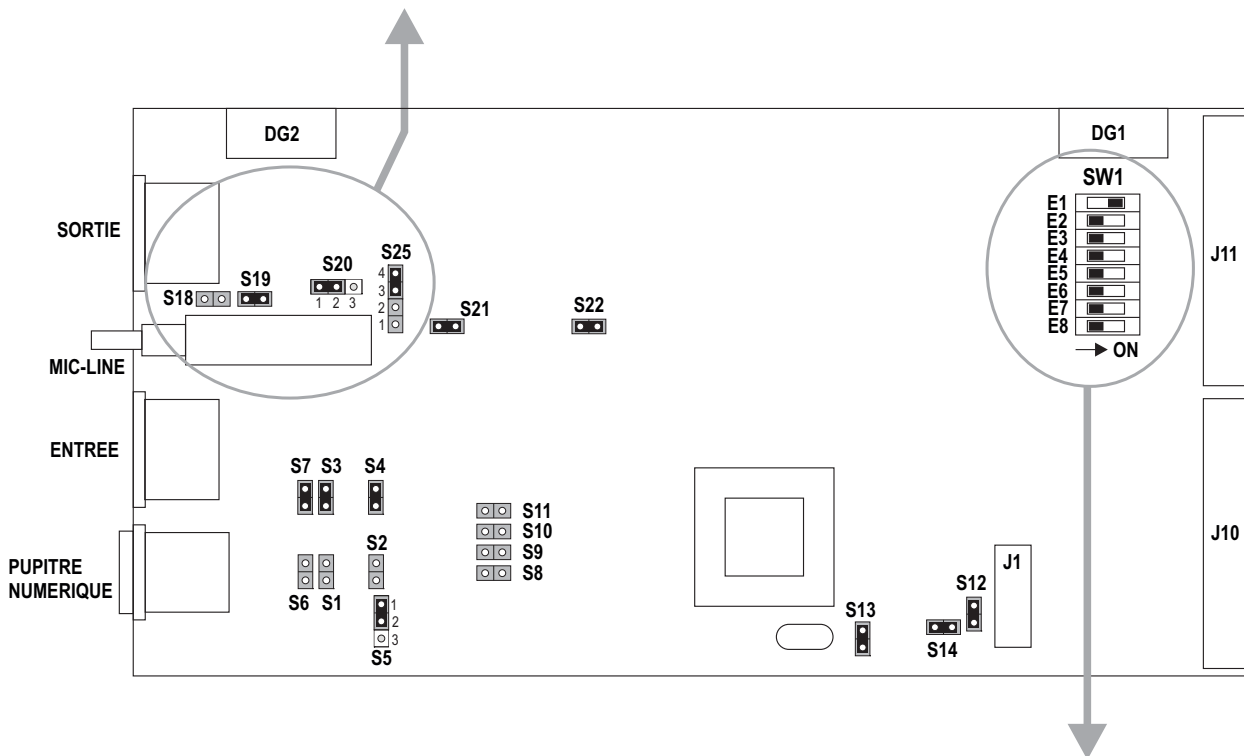 DG2
DG1
SW1
E1
E2
E3
E4
E5
E6
E7
E8
→ ON
J11
SORTIE
S25
S20
S19
S18
4
3
2
1
1 2 3
S21
S22
MIC-LINE
ENTREE
S7 S3 S4
S11
S10
S9
S8
J10
PUPITRE
NUMERIQUE
S2
S6 S1
1
2
3
S5
J1
S12
S13
S14